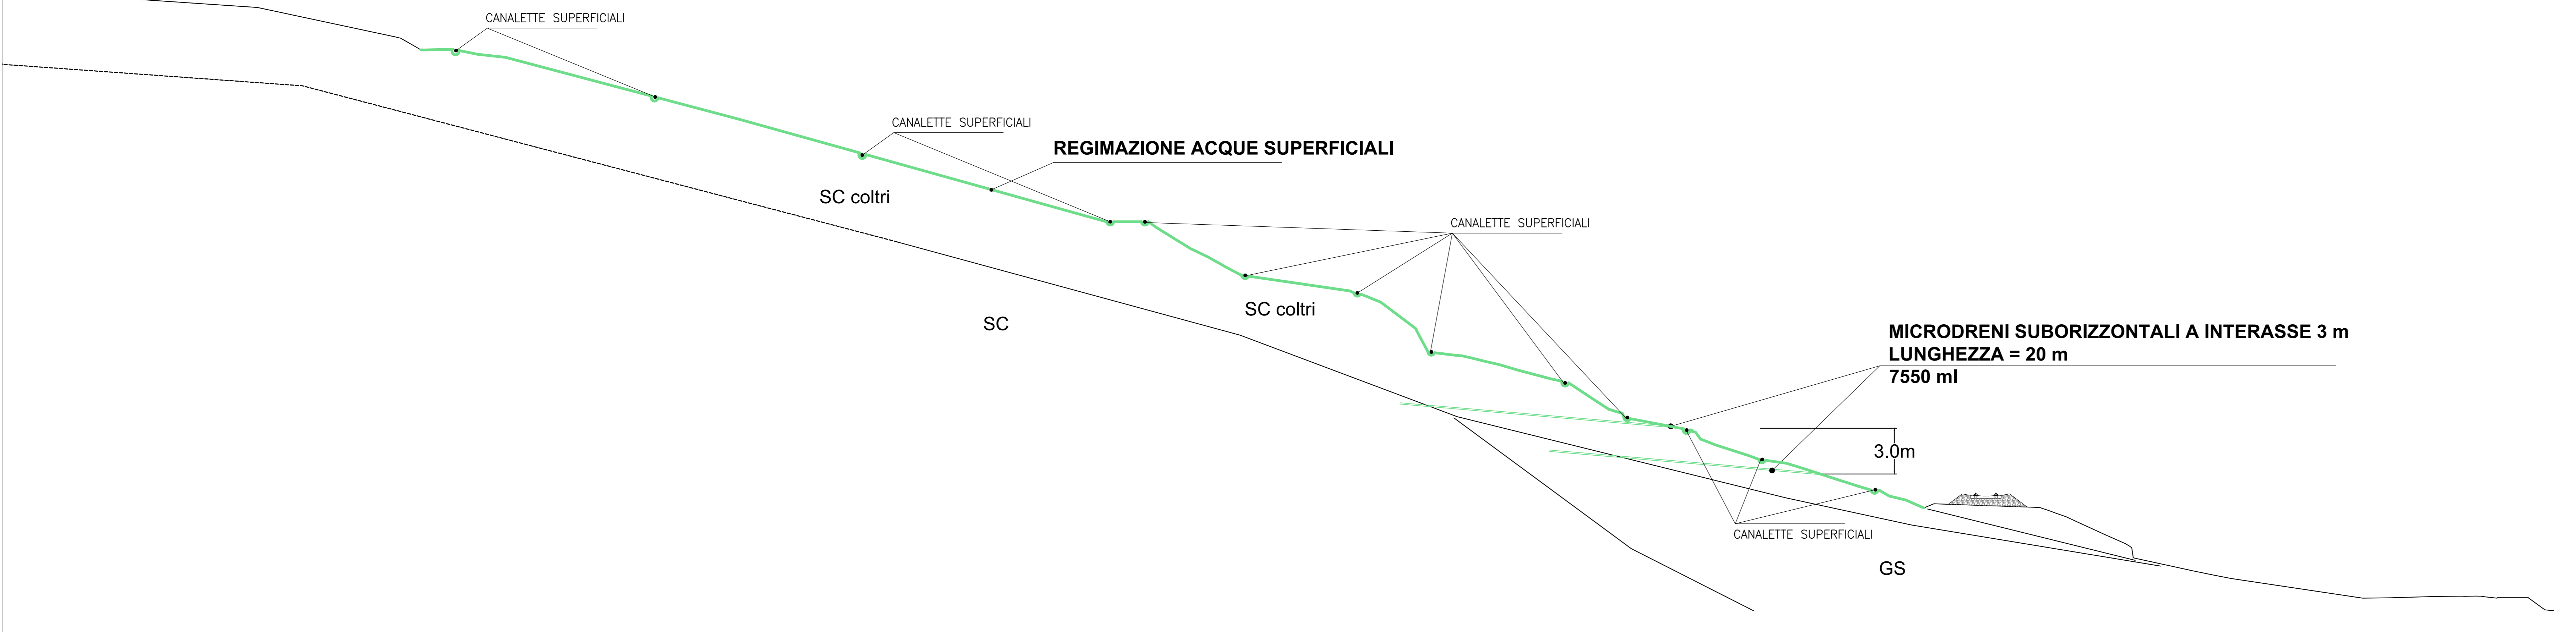 CANALETTE SUPERFICIALI
CANALETTE SUPERFICIALI
REGIMAZIONE ACQUE SUPERFICIALI
SC coltri
CANALETTE SUPERFICIALI
SC coltri
SC
MICRODRENI SUBORIZZONTALI A INTERASSE 3 m
LUNGHEZZA = 20 m
7550 ml
3.0m
CANALETTE SUPERFICIALI
GS